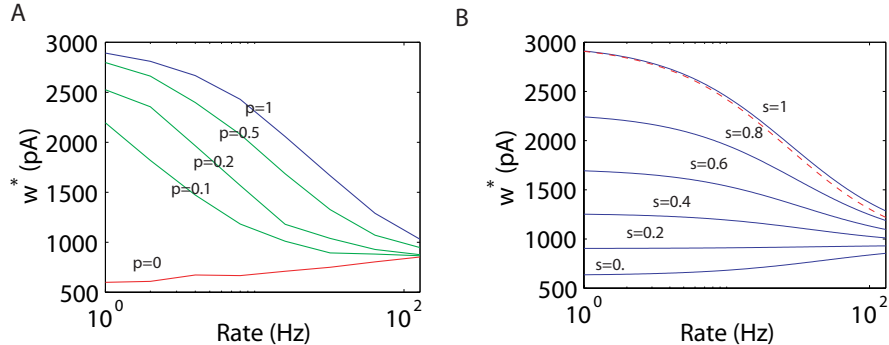 A
3000
2500
2000
1500
1000
500
w* (pA)
p=1
p=0.5
p=0.2
p=0.1
p=0
10^0
10^2
Rate (Hz)
B
3000
2500
2000
1500
1000
500
w* (pA)
s=1
s=0.8
s=0.6
s=0.4
s=0.2
s=0.
10^0
10^2
Rate (Hz)